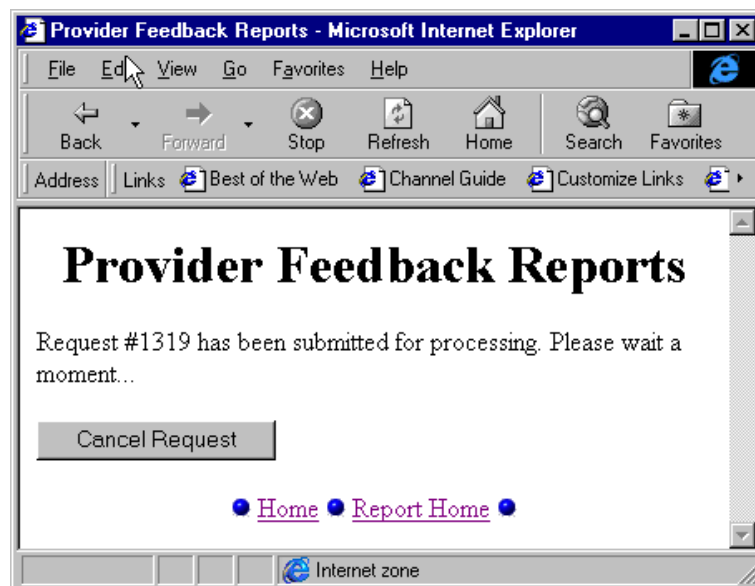 Provider Feedback Reports - Microsoft Internet Explorer
File Edit View Go Favorites Help
Back Forward Stop Refresh Home Search Favorites
Address Links Best of the Web Channel Guide Customize Links
Provider Feedback Reports
Request #1319 has been submitted for processing. Please wait a
moment...
Cancel Request
Home Report Home
Internet zone